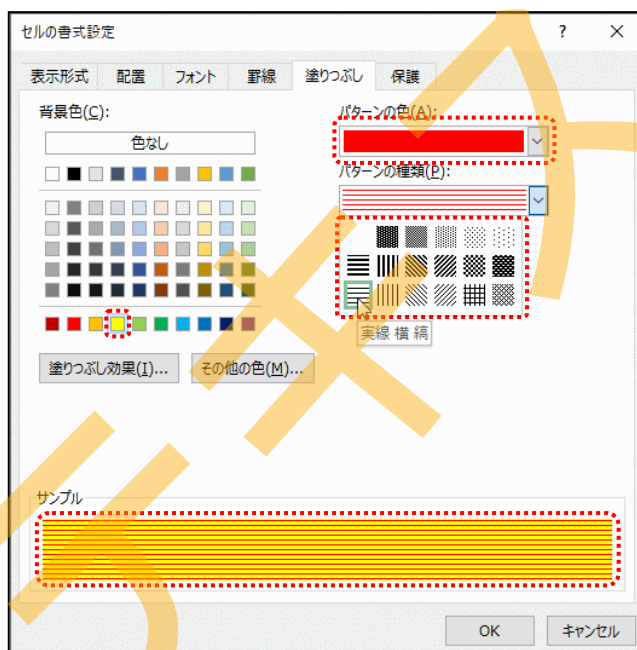 セルの書式設定
?
×
表示形式
配置
フォント
罫線
塗りつぶし
保護
背景色(C):
色なし
塗りつぶし効果(I)...
その他の色(M)...
パターンの色(A):
パターンの種類(P):
実線 横 縞
サンプル
OK
キャンセル